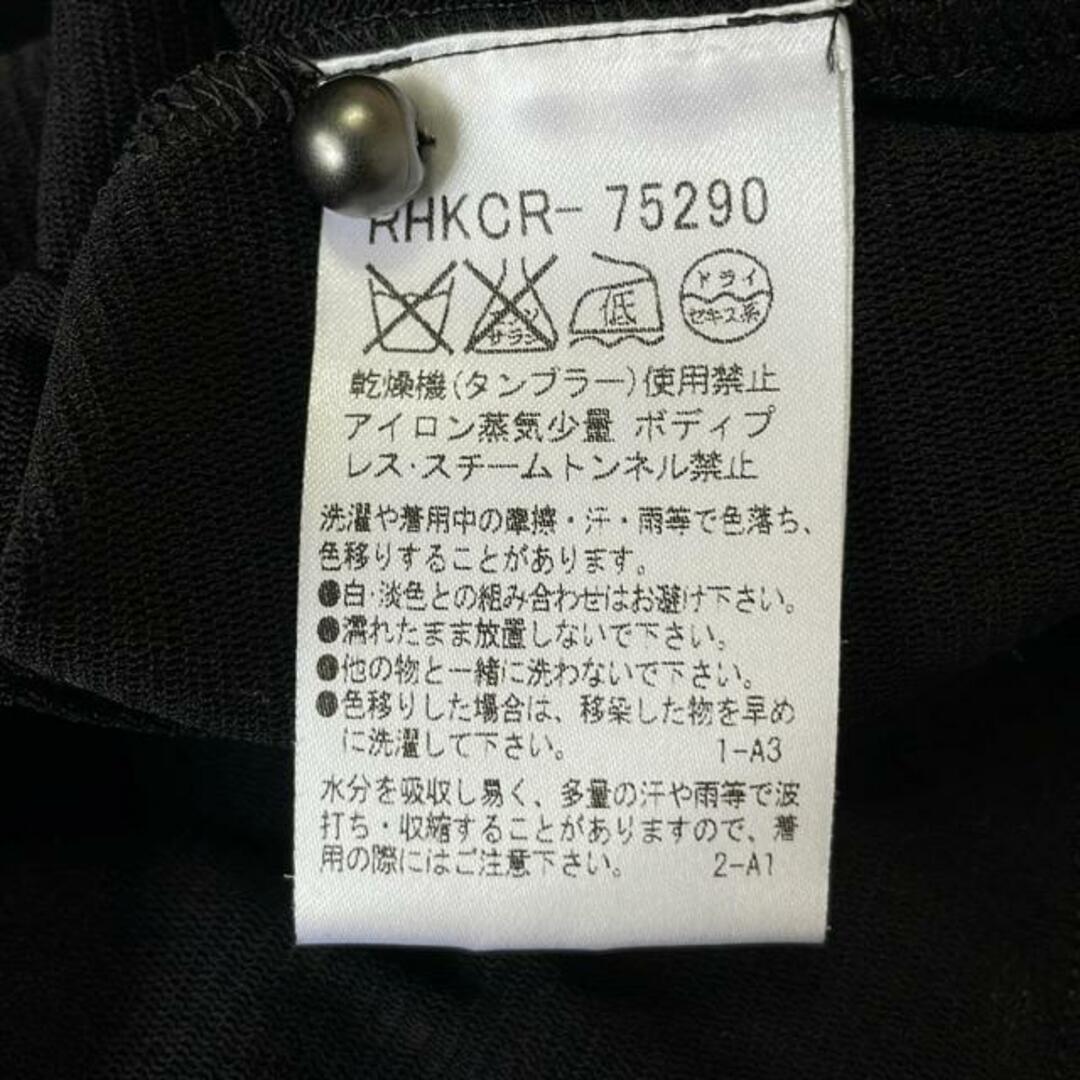 RHKCR- 75290
エンソ
サラシ
低
ドライ
セキユ系
乾燥機(タンブラー)使用禁止
アイロン蒸気少量 ボディプ
レス・スチームトンネル禁止
洗濯や着用中の摩擦・汗・雨等で色落ち、
色移りすることがあります。
●白・淡色との組み合わせはお避け下さい。
●濡れたまま放置しないで下さい。
●他の物と一緒に洗わないで下さい。
●色移りした場合は、移染した物を早め
に洗濯して下さい。 1-A3
水分を吸収し易く、多量の汗や雨等で波
打ち・収縮することがありますので、着
用の際にはご注意下さい。 2-A1